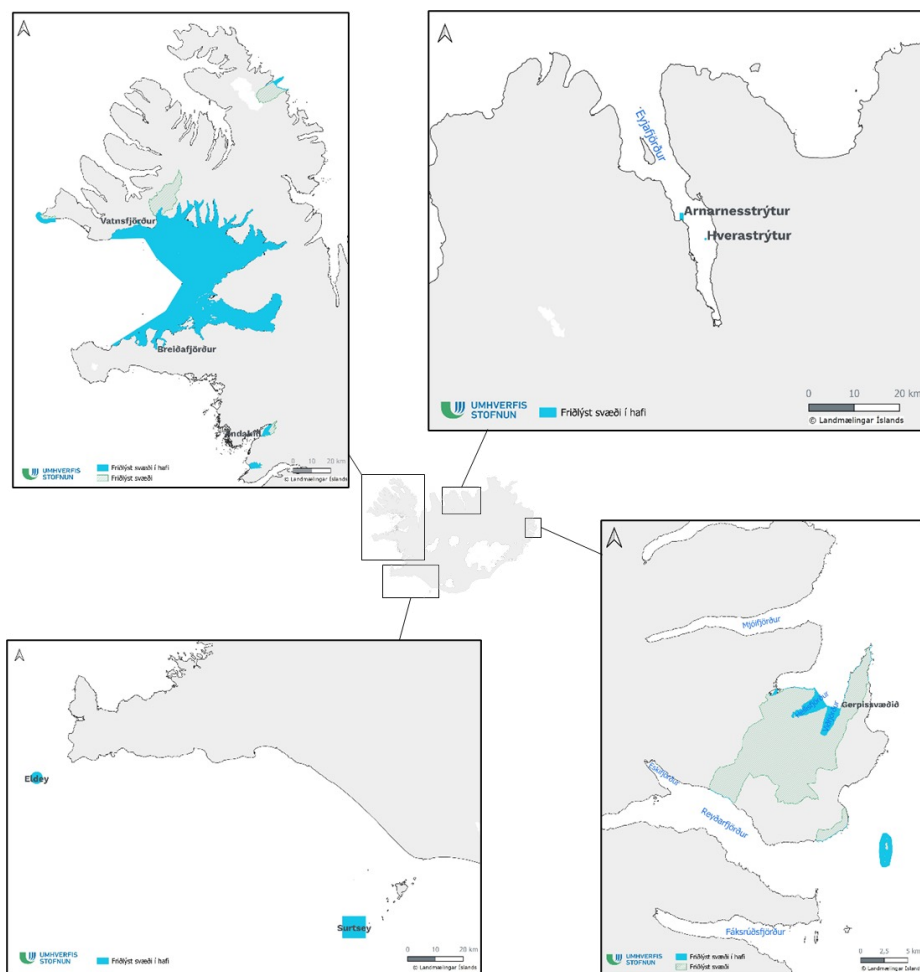 Vatnsfjörður
Breiðafjörður
Andakíll
UMHVERFIS
STOFNUN
Friðlýst svæði í hafi
Friðlýst svæði
0 10 20 km
© Landmælingar Íslands
Eyjafjörður
Arnarnesstrýtur
Hverastrýtur
UMHVERFIS
STOFNUN
Friðlýst svæði í hafi
0 10 20 km
© Landmælingar Íslands
Eldey
Surtsey
UMHVERFIS
STOFNUN
Friðlýst svæði í hafi
0 10 20 km
© Landmælingar Íslands
Mjóifjörður
Gerpissvæðið
Eskifjörður
Reyðarfjörður
Fáksrúðsfjörður
UMHVERFIS
STOFNUN
Friðlýst svæði í hafi
Friðlýst svæði
0 2,5 5 km
© Landmælingar Íslands